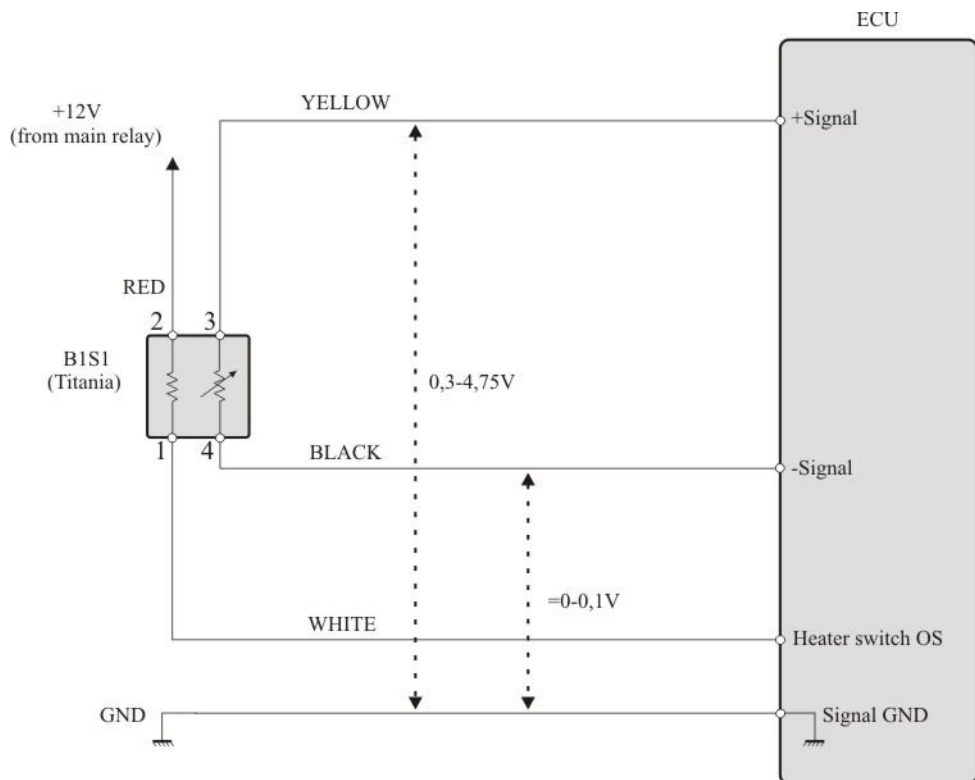 ECU
YELLOW
+Signal
+12V
(from main relay)
RED
2 3
B1S1
(Titania)
0,3-4,75V
1 4
BLACK
-Signal
=0-0,1V
WHITE
Heater switch OS
GND
Signal GND